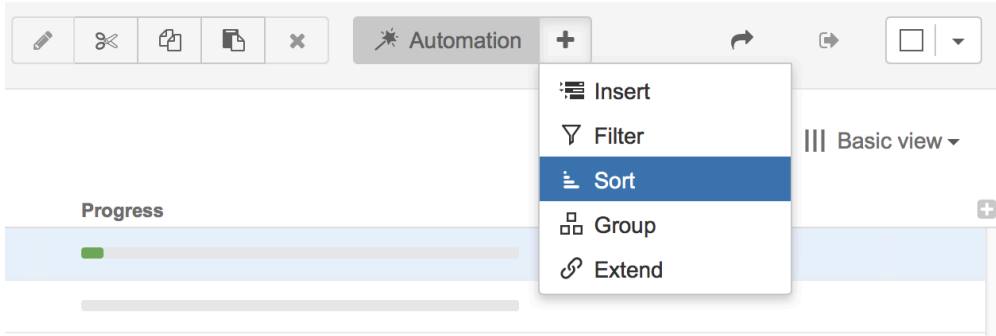 Automation
Insert
Filter
Basic view
Sort
Progress
Group
Extend